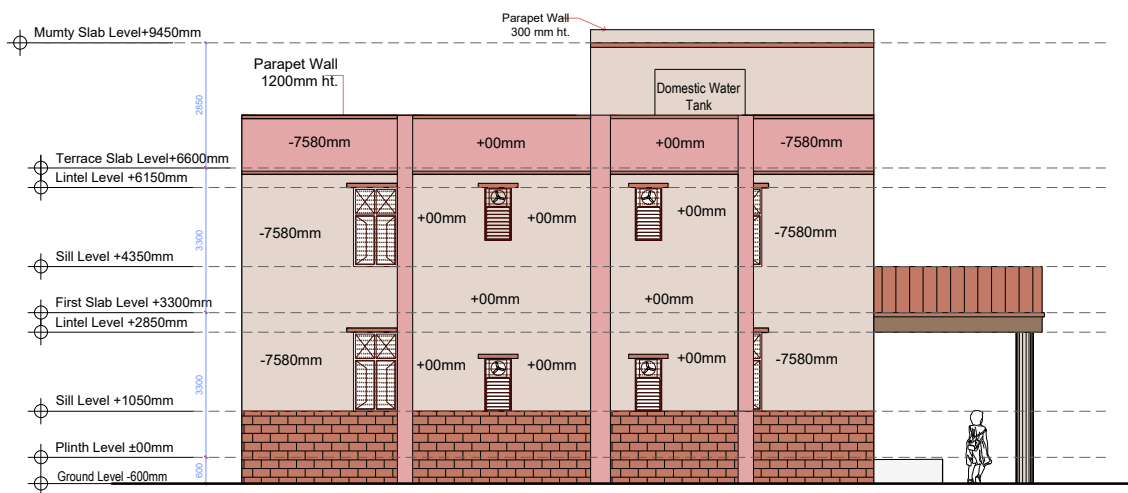 Parapet Wall
300 mm ht.
Mumty Slab Level+9450mm
Parapet Wall
1200mm ht.
Domestic Water
Tank
2850
-7580mm
+00mm
+00mm
-7580mm
Terrace Slab Level+6600mm
Lintel Level +6150mm
+00mm
+00mm
+00mm
-7580mm
-7580mm
3300
Sill Level +4350mm
First Slab Level +3300mm
+00mm
+00mm
Lintel Level +2850mm
-7580mm
+00mm
+00mm
+00mm
-7580mm
3300
Sill Level +1050mm
Plinth Level ±00mm
600
Ground Level -600mm